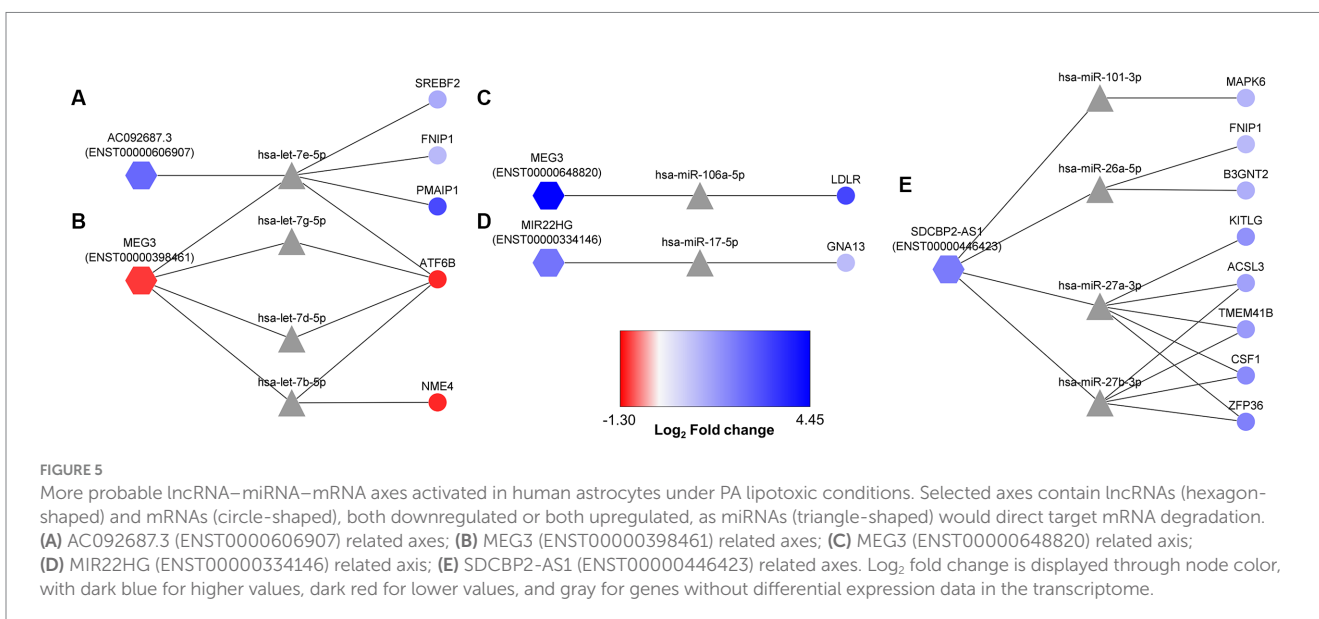 A
AC092687.3
(ENST00000606907)
hsa-let-7e-5p
SREBF2
FNIP1
PMAIP1
B
MEG3
(ENST00000398461)
hsa-let-7g-5p
ATF6B
hsa-let-7d-5p
hsa-let-7b-5p
NME4
C
MEG3
(ENST00000648820)
hsa-miR-106a-5p
LDLR
D
MIR22HG
(ENST00000334146)
hsa-miR-17-5p
GNA13
-1.30
4.45
Log2 Fold change
E
SDCBP2-AS1
(ENST00000446423)
hsa-miR-101-3p
MAPK6
hsa-miR-26a-5p
FNIP1
B3GNT2
hsa-miR-27a-3p
KITLG
ACSL3
TMEM41B
hsa-miR-27b-3p
CSF1
ZFP36
FIGURE 5
More probable lncRNA–miRNA–mRNA axes activated in human astrocytes under PA lipotoxic conditions. Selected axes contain lncRNAs (hexagon-
shaped) and mRNAs (circle-shaped), both downregulated or both upregulated, as miRNAs (triangle-shaped) would direct target mRNA degradation.
(A) AC092687.3 (ENST0000606907) related axes; (B) MEG3 (ENST00000398461) related axes; (C) MEG3 (ENST00000648820) related axis;
(D) MIR22HG (ENST00000334146) related axis; (E) SDCBP2-AS1 (ENST00000446423) related axes. Log2 fold change is displayed through node color,
with dark blue for higher values, dark red for lower values, and gray for genes without differential expression data in the transcriptome.